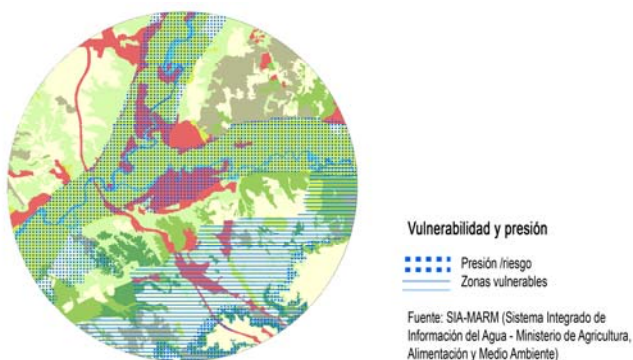 Vulnerabilidad y presión
Presión /riesgo
Zonas vulnerables
Fuente: SIA-MARM (Sistema Integrado de
Información del Agua - Ministerio de Agricultura,
Alimentación y Medio Ambiente)